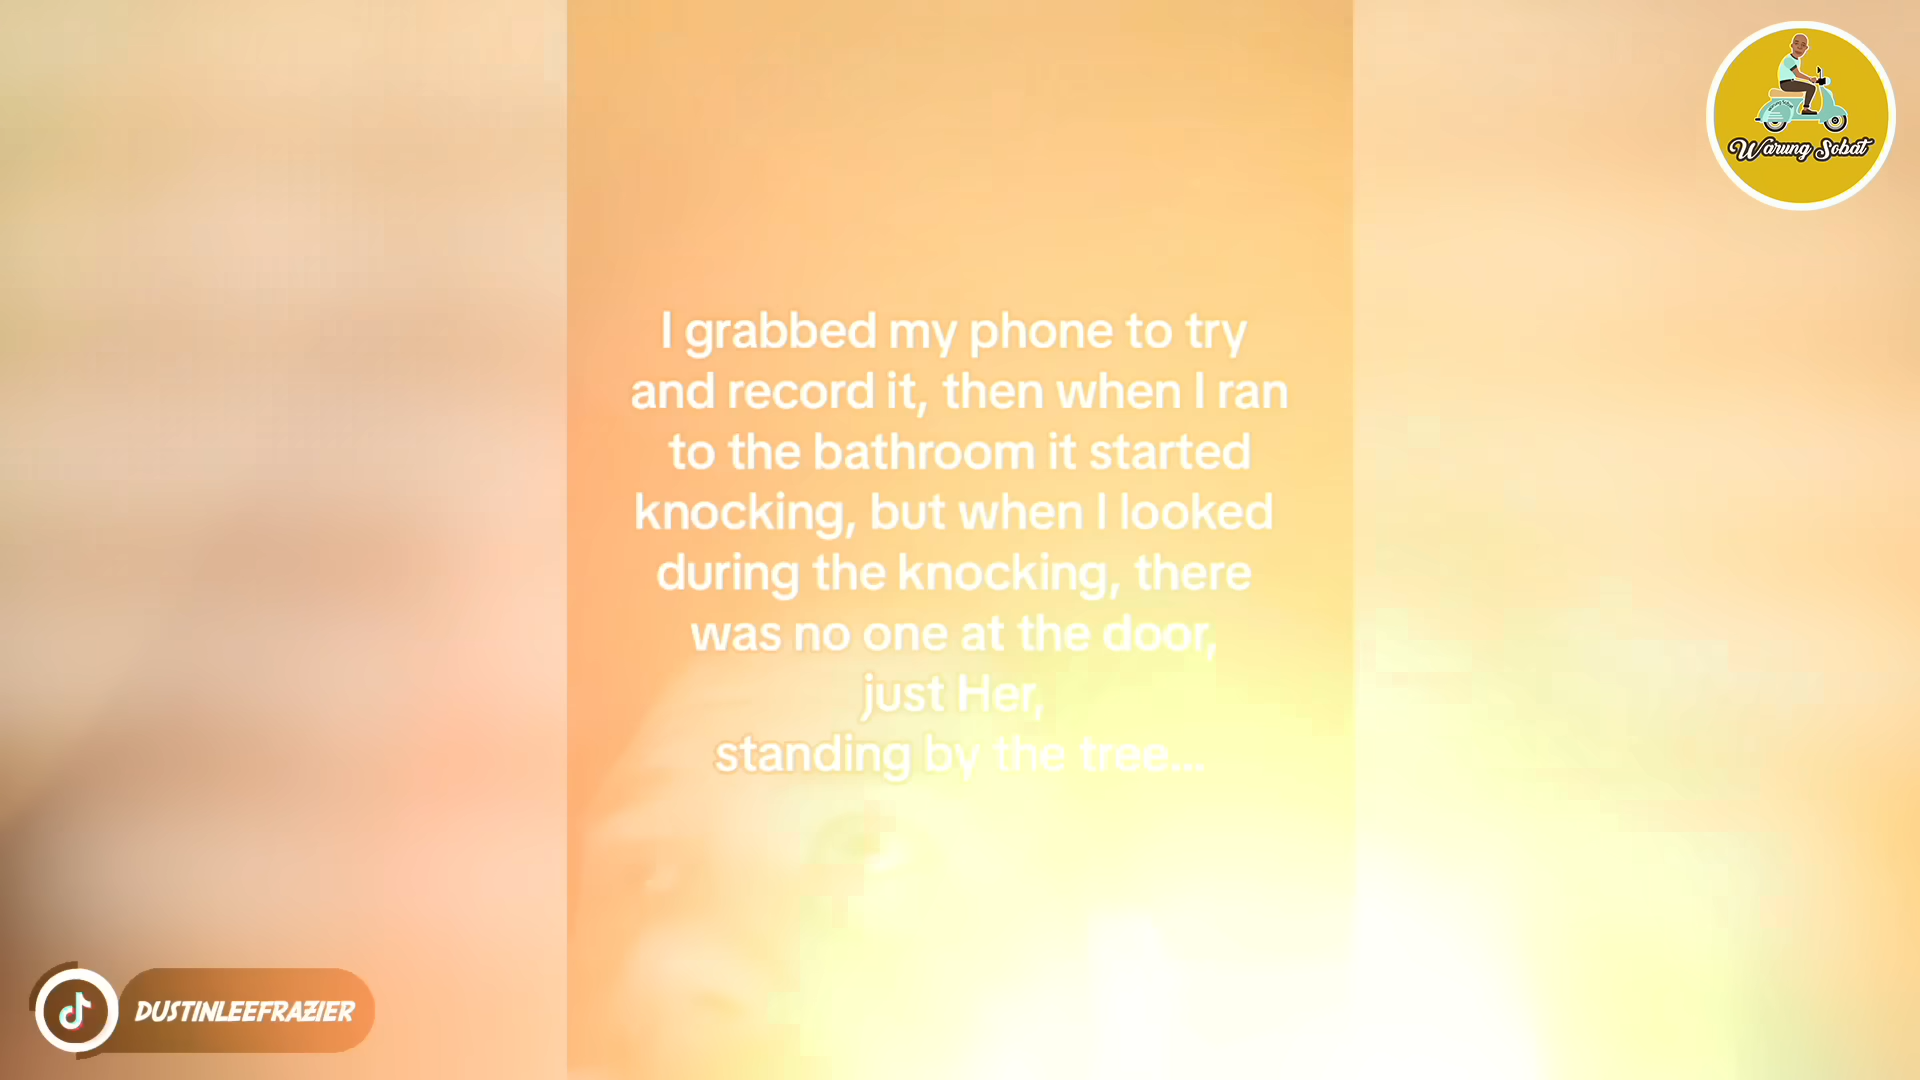 Warung Sobat
I grabbed my phone to try
and record it, then when I ran
to the bathroom it started
knocking, but when I looked
during the knocking, there
was no one at the door,
just Her,
standing by the tree...
DUSTINLEEFRAZIER